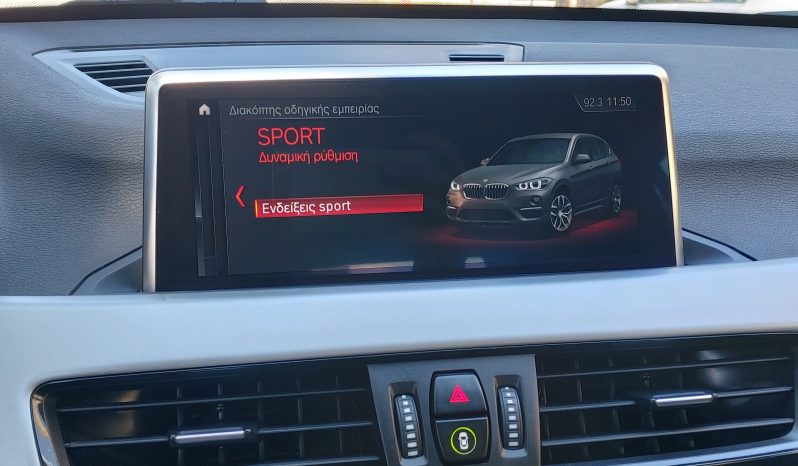 Διακόπτης οδηγικής εμπειρίας
92.3 11:50
SPORT
Δυναμική ρύθμιση
Ενδείξεις sport